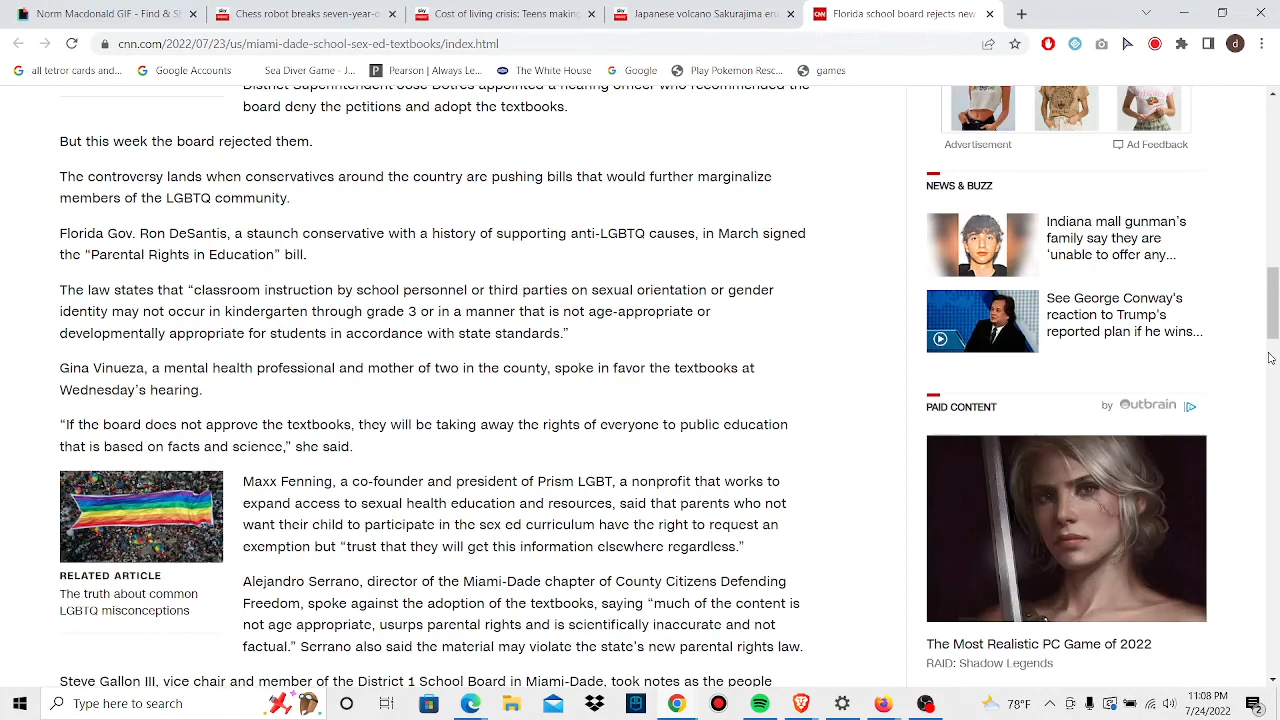 Robot Norman GIF - Find & S
Chess robot breaks seven-year-o
Cost of living crisis: Teens taking
Japanese volcano Sakurajima eru
Florida school board rejects new
cnn.com/2022/07/23/us/miami-dade-school-sex-ed-textbooks/index.html
d
all terror cards and...
Google Accounts
Sea Diver Game - J...
Pearson | Always Le...
The White House
Google
Play Pokemon Resc...
games
board deny the petitions and adopt the textbooks.
But this week the board rejected them.
The controversy lands when conservatives around the country are pushing bills that would further marginalize
members of the LGBTQ community.
Florida Gov. Ron DeSantis, a staunch conservative with a history of supporting anti-LGBTQ causes, in March signed
the “Parental Rights in Education” bill.
The law states that “classroom instruction by school personnel or third parties on sexual orientation or gender
identity may not occur in kindergarten through grade 3 or in a manner that is not age-appropriate or
developmentally appropriate for students in accordance with state standards.”
Gina Vinueza, a mental health professional and mother of two in the county, spoke in favor the textbooks at
Wednesday’s hearing.
“If the board does not approve the textbooks, they will be taking away the rights of everyone to public education
that is based on facts and science,” she said.
RELATED ARTICLE
The truth about common
LGBTQ misconceptions
Maxx Fenning, a co-founder and president of Prism LGBT, a nonprofit that works to
expand access to sexual health education and resources, said that parents who not
want their child to participate in the sex ed curriculum have the right to request an
exemption but “trust that they will get this information elsewhere regardless.”
Alejandro Serrano, director of the Miami-Dade chapter of County Citizens Defending
Freedom, spoke against the adoption of the textbooks, saying “much of the content is
not age appropriate, usurps parental rights and is scientifically inaccurate and not
factual.” Serrano also said the new material may violate the state’s parental rights law.
Steve Gallon III, vice chair and member of the District 1 School Board in Miami-Dade, took notes as the people
Advertisement
Ad Feedback
NEWS & BUZZ
Indiana mall gunman’s
family say they are
‘unable to offer any...
See George Conway’s
reaction to Trump’s
reported plan if he wins...
PAID CONTENT
by Outbrain
The Most Realistic PC Game of 2022
RAID: Shadow Legends
Type here to search
78°F
11:08 PM
7/24/2022
2